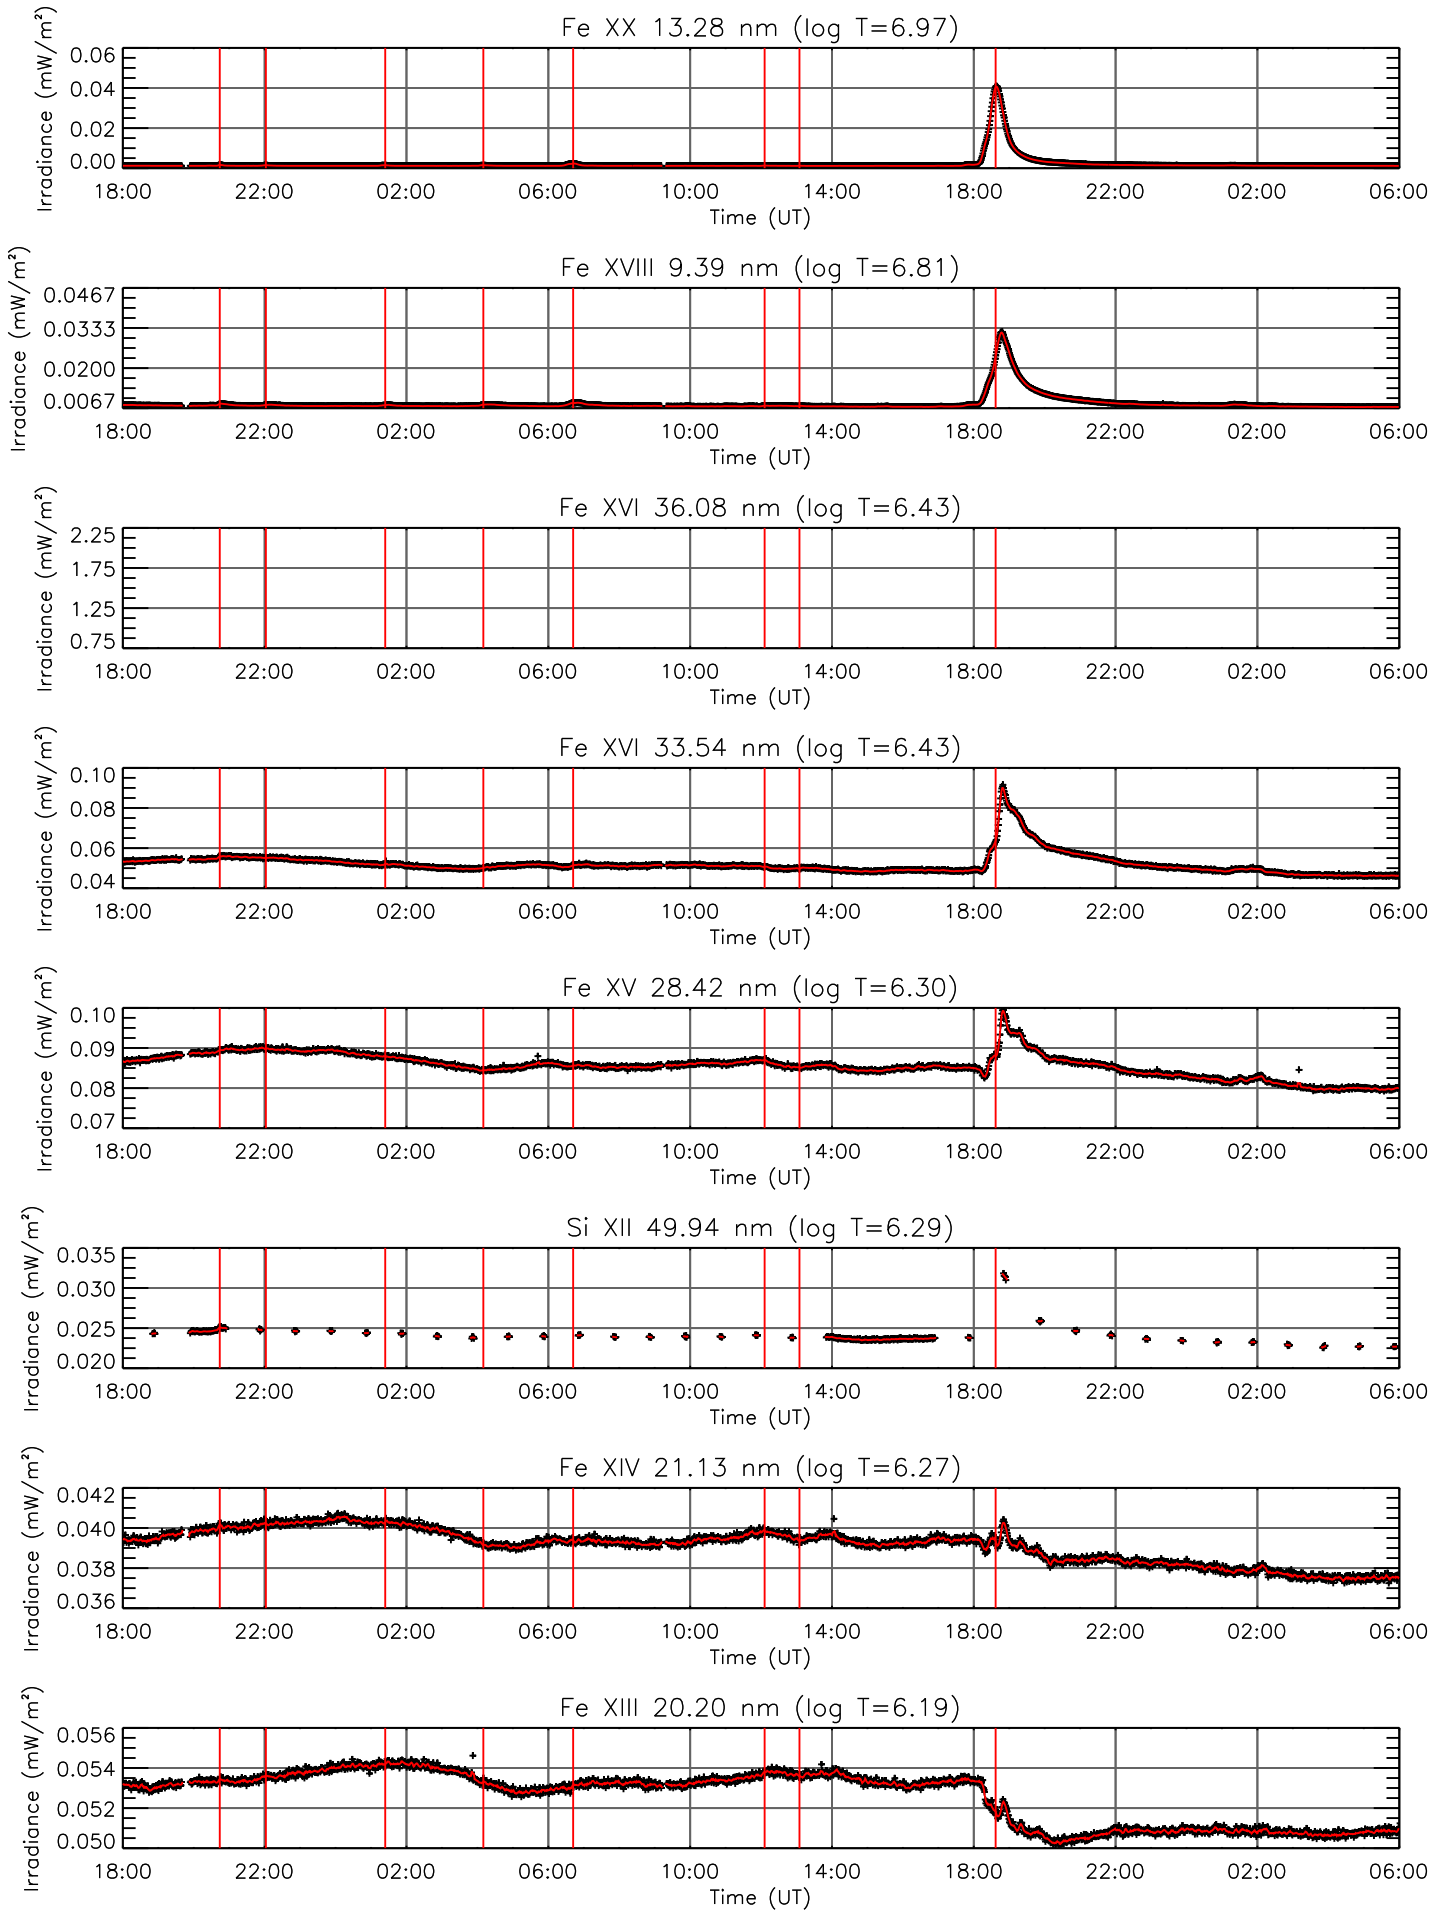 Fe XX 13.28 nm (log T=6.97)
Irradiance (mW/m²)
0.06
0.04
0.02
0.00
18:00 22:00 02:00 06:00 10:00 14:00 18:00 22:00 02:00 06:00
Time (UT)
Fe XVIII 9.39 nm (log T=6.81)
Irradiance (mW/m²)
0.0467
0.0333
0.0200
0.0067
18:00 22:00 02:00 06:00 10:00 14:00 18:00 22:00 02:00 06:00
Time (UT)
Fe XVI 36.08 nm (log T=6.43)
Irradiance (mW/m²)
2.25
1.75
1.25
0.75
18:00 22:00 02:00 06:00 10:00 14:00 18:00 22:00 02:00 06:00
Time (UT)
Fe XVI 33.54 nm (log T=6.43)
Irradiance (mW/m²)
0.10
0.08
0.06
0.04
18:00 22:00 02:00 06:00 10:00 14:00 18:00 22:00 02:00 06:00
Time (UT)
Fe XV 28.42 nm (log T=6.30)
Irradiance (mW/m²)
0.10
0.09
0.08
0.07
18:00 22:00 02:00 06:00 10:00 14:00 18:00 22:00 02:00 06:00
Time (UT)
Si XII 49.94 nm (log T=6.29)
Irradiance (mW/m²)
0.035
0.030
0.025
0.020
18:00 22:00 02:00 06:00 10:00 14:00 18:00 22:00 02:00 06:00
Time (UT)
Fe XIV 21.13 nm (log T=6.27)
Irradiance (mW/m²)
0.042
0.040
0.038
0.036
18:00 22:00 02:00 06:00 10:00 14:00 18:00 22:00 02:00 06:00
Time (UT)
Fe XIII 20.20 nm (log T=6.19)
Irradiance (mW/m²)
0.056
0.054
0.052
0.050
18:00 22:00 02:00 06:00 10:00 14:00 18:00 22:00 02:00 06:00
Time (UT)